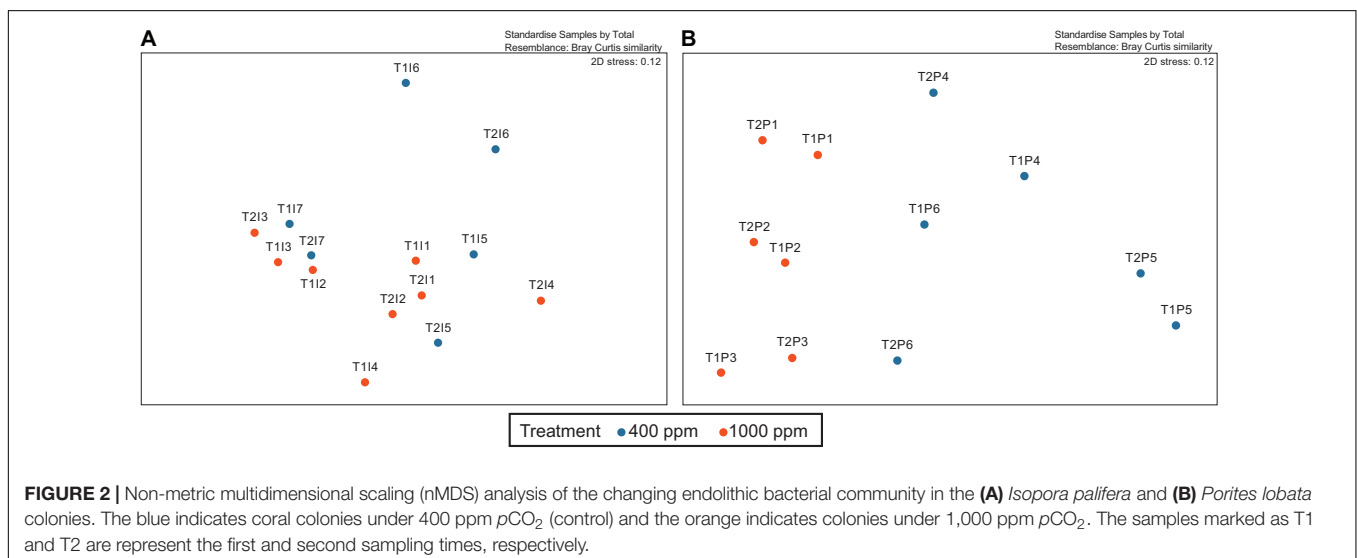 A
Standardise Samples by Total
Resemblance: Bray Curtis similarity
2D stress: 0.12
T1I6
T2I6
T1I7
T2I3
T2I7
T1I3
T1I2
T1I1
T1I5
T2I1
T2I4
T2I2
T2I5
T1I4
B
Standardise Samples by Total
Resemblance: Bray Curtis similarity
2D stress: 0.12
T2P4
T2P1
T1P1
T1P4
T1P6
T2P2
T1P2
T2P5
T1P5
T2P3
T1P3
T2P6
Treatment 400 ppm 1000 ppm
FIGURE 2 | Non-metric multidimensional scaling (nMDS) analysis of the changing endolithic bacterial community in the (A) Isopora palifera and (B) Porites lobata
colonies. The blue indicates coral colonies under 400 ppm pCO₂ (control) and the orange indicates colonies under 1,000 ppm pCO₂. The samples marked as T1
and T2 are represent the first and second sampling times, respectively.